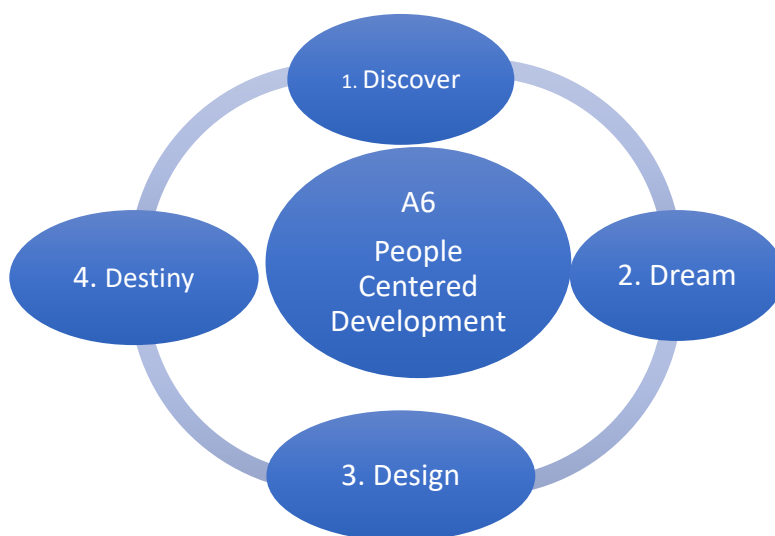 1. Discover
A6
People
Centered
Development
2. Dream
3. Design
4. Destiny